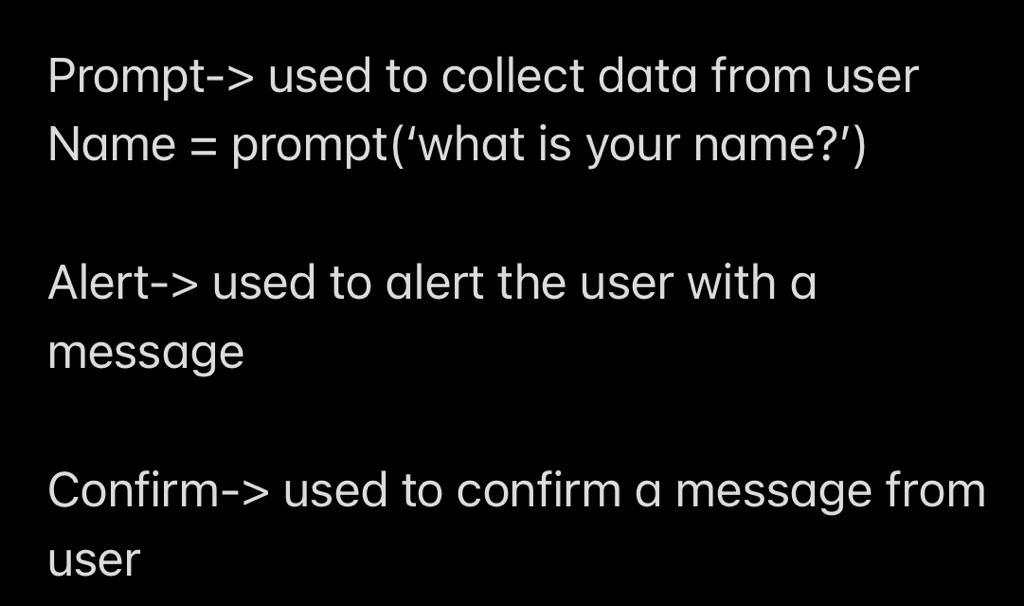 Prompt-> used to collect data from user
Name = prompt(‘what is your name?’)
Alert-> used to alert the user with a
message
Confirm-> used to confirm a message from
user